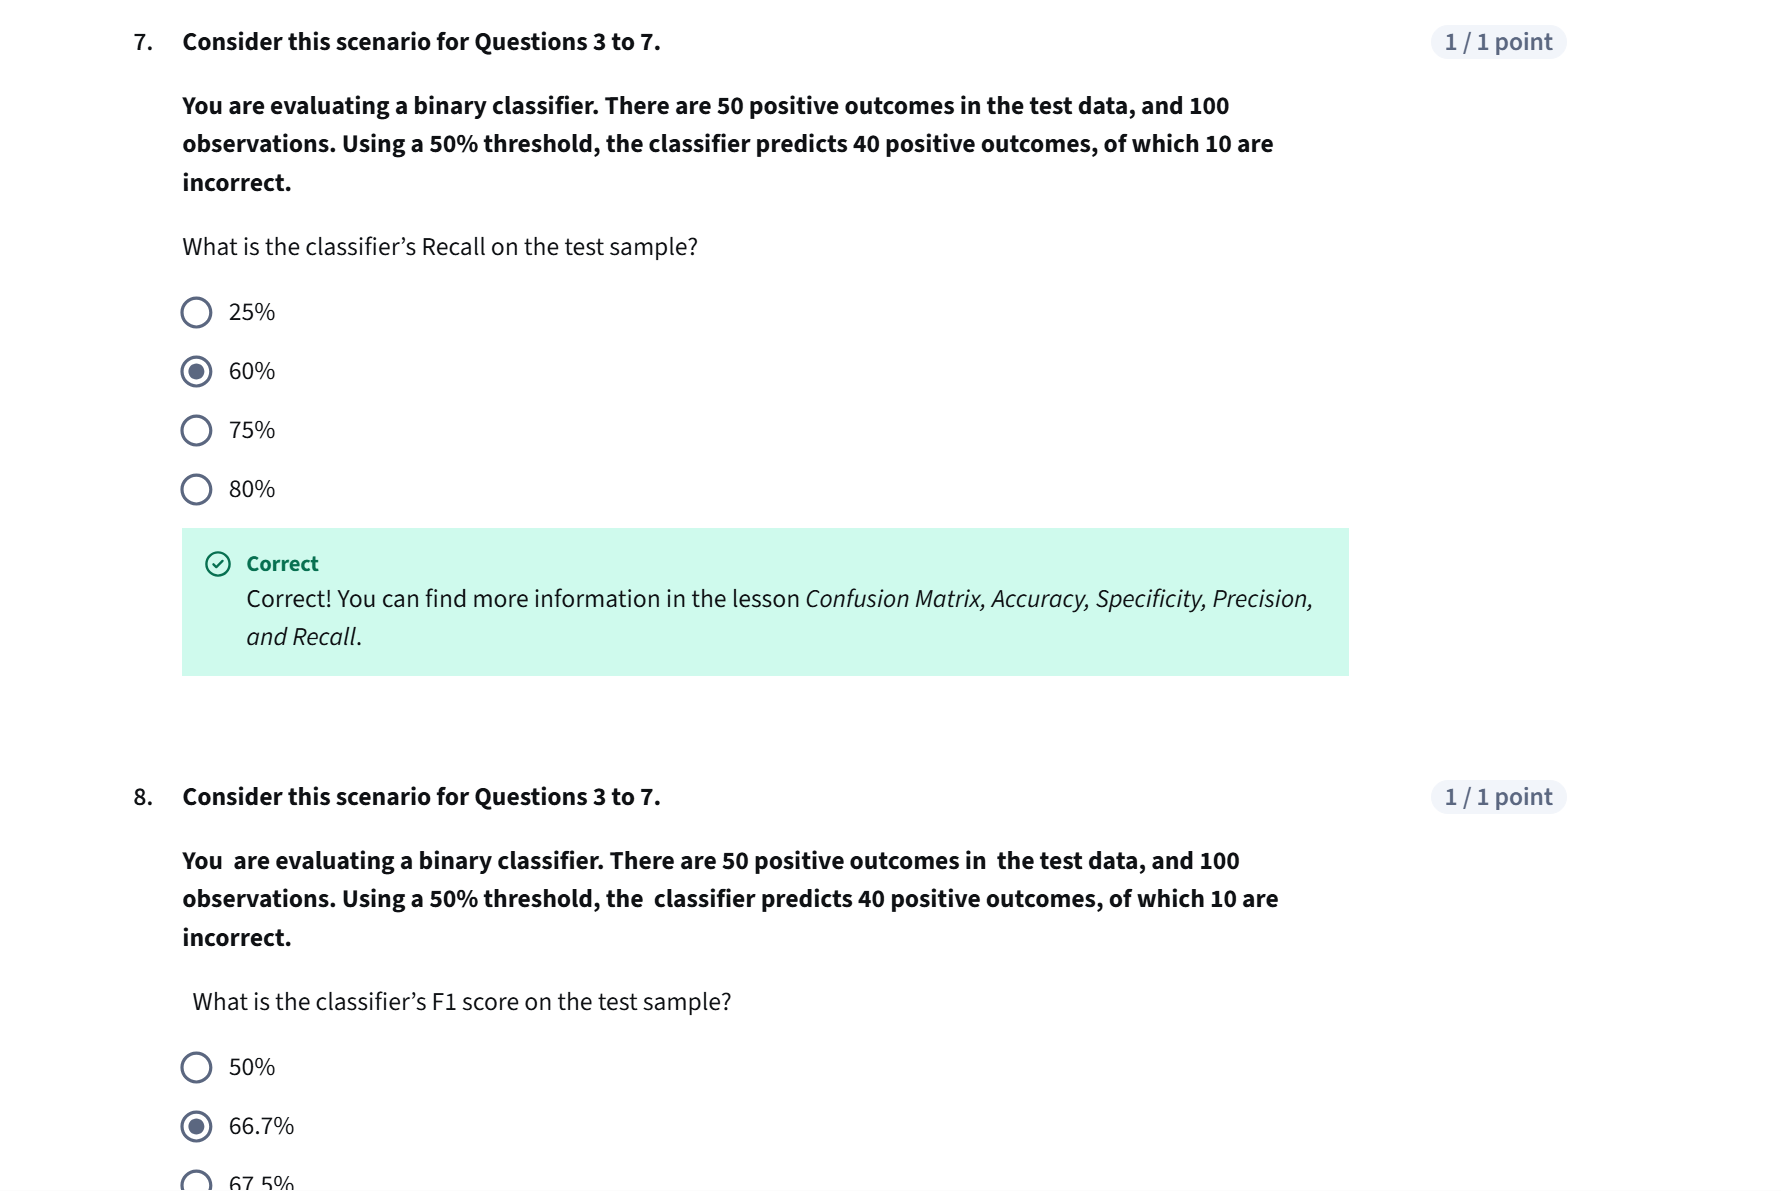 7. Consider this scenario for Questions 3 to 7. 1 / 1 point
You are evaluating a binary classifier. There are 50 positive outcomes in the test data, and 100
observations. Using a 50% threshold, the classifier predicts 40 positive outcomes, of which 10 are
incorrect.
What is the classifier’s Recall on the test sample?
25%
60%
75%
80%
Correct
Correct! You can find more information in the lesson Confusion Matrix, Accuracy, Specificity, Precision,
and Recall.
8. Consider this scenario for Questions 3 to 7. 1 / 1 point
You are evaluating a binary classifier. There are 50 positive outcomes in the test data, and 100
observations. Using a 50% threshold, the classifier predicts 40 positive outcomes, of which 10 are
incorrect.
What is the classifier’s F1 score on the test sample?
50%
66.7%
67.5%